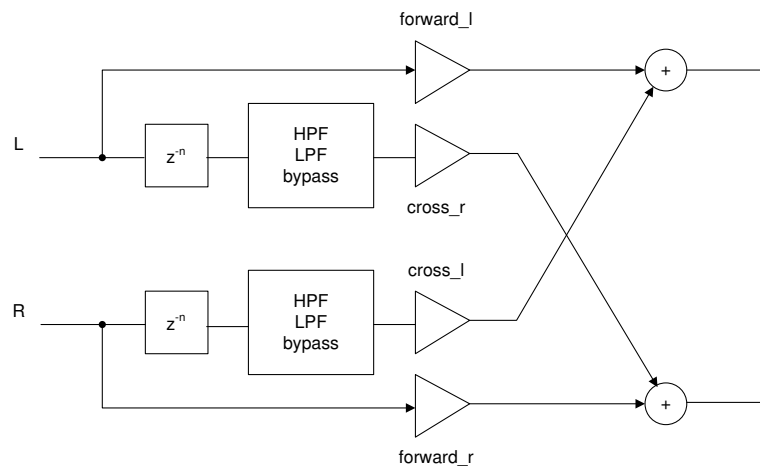 forward_l
L
z-n
HPF
LPF
bypass
+
cross_r
cross_l
R
z-n
HPF
LPF
bypass
+
forward_r